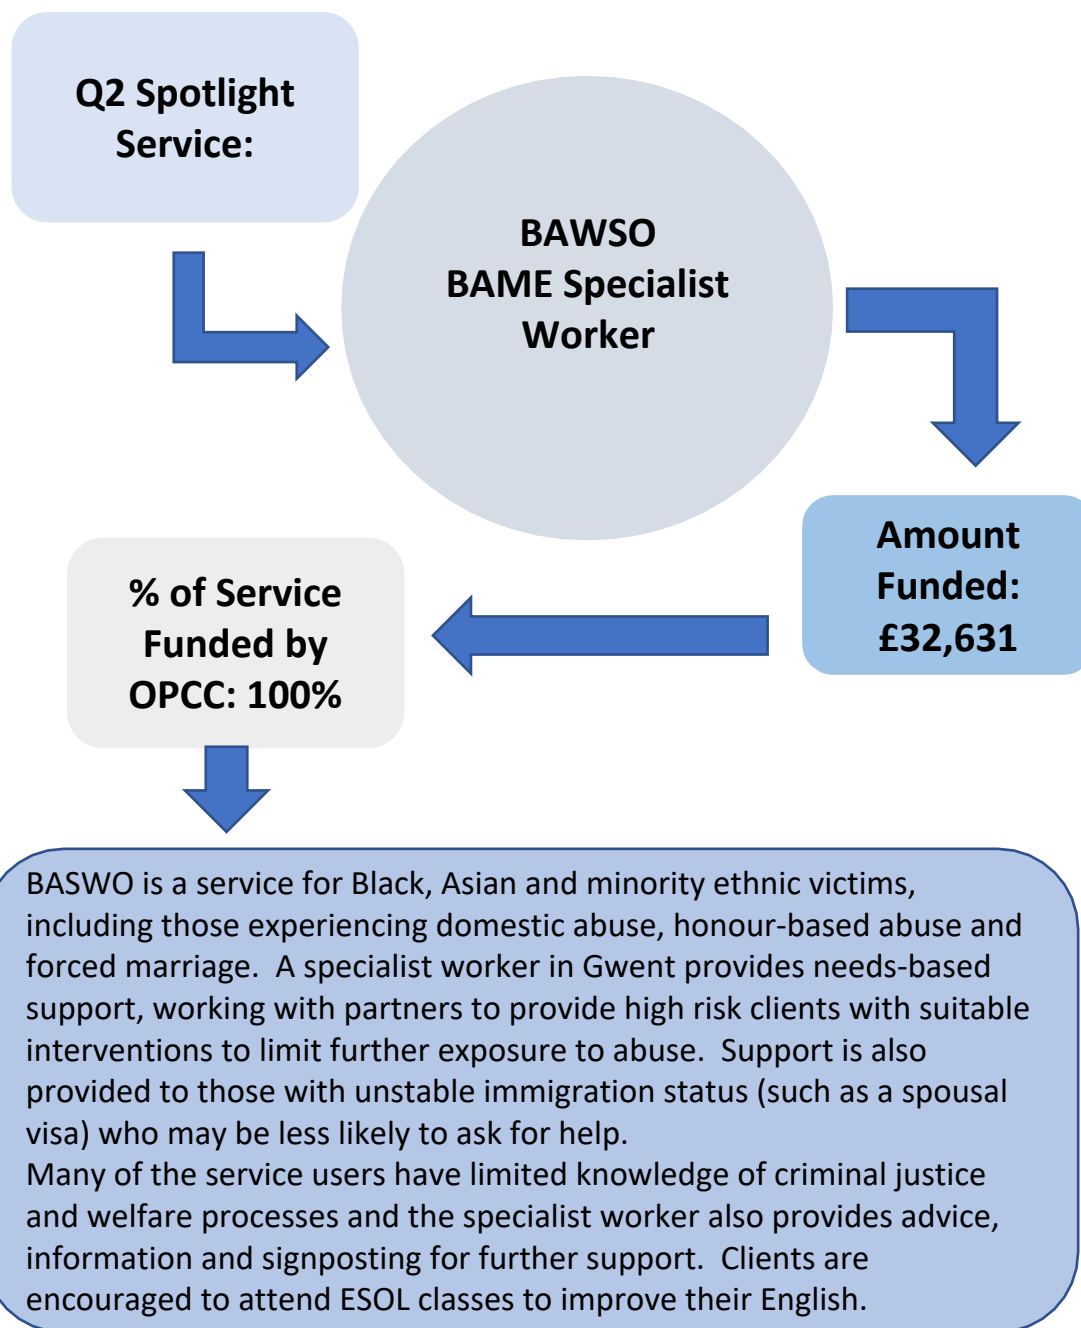 Q2 Spotlight
Service:
BAWSO
BAME Specialist
Worker
Amount
Funded:
£32,631
% of Service
Funded by
OPCC: 100%
BASWO is a service for Black, Asian and minority ethnic victims,
including those experiencing domestic abuse, honour-based abuse and
forced marriage.  A specialist worker in Gwent provides needs-based
support, working with partners to provide high risk clients with suitable
interventions to limit further exposure to abuse.  Support is also
provided to those with unstable immigration status (such as a spousal
visa) who may be less likely to ask for help.
Many of the service users have limited knowledge of criminal justice
and welfare processes and the specialist worker also provides advice,
information and signposting for further support.  Clients are
encouraged to attend ESOL classes to improve their English.